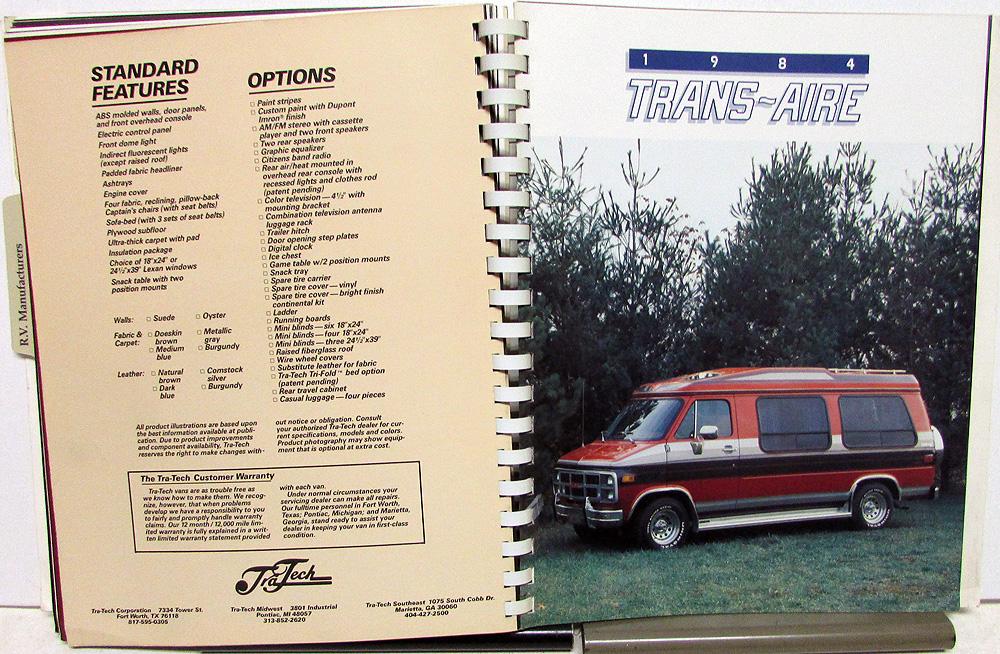 R.V. Manufacturers
STANDARD
FEATURES
ABS molded walls, door panels,
and front overhead console
Electric control panel
Front dome light
Indirect fluorescent lights
(except raised roof)
Padded fabric headliner
Ashtrays
Engine cover
Four fabric, reclining, pillow-back
Captain's chairs (with seat belts)
Sofa-bed (with 3 sets of seat belts)
Plywood subfloor
Ultra-thick carpet with pad
Insulation package
Choice of 18"x24" or
24½"x39" Lexan windows
Snack table with two
position mounts
OPTIONS
Paint stripes
Custom paint with Dupont
Imron® finish
AM/FM stereo with cassette
player and two front speakers
Two rear speakers
Graphic equalizer
Citizens band radio
Rear air/heat mounted in
overhead rear console with
recessed lights and clothes rod
(patent pending)
Color television — 4½" with
mounting bracket
Combination television antenna
luggage rack
Trailer hitch
Door opening step plates
Digital clock
Ice chest
Game table w/2 position mounts
Snack tray
Spare tire carrier
Spare tire cover — vinyl
Spare tire cover — bright finish
continental kit
Ladder
Running boards
Mini blinds — six 18"x24"
Mini blinds — four 18"x24"
Mini blinds — three 24½"x39"
Raised fiberglass roof
Wire wheel covers
Substitute leather for fabric
Tra-Tech Tri-Fold™ bed option
(patent pending)
Rear travel cabinet
Casual luggage — four pieces
Walls: Suede Oyster
Fabric & Doeskin Metallic
Carpet: brown gray
Medium Burgundy
blue
Leather: Natural Comstock
brown silver
Dark Burgundy
blue
All product illustrations are based upon
the best information available at publi-
cation. Due to product improvements
and component availability, Tra-Tech
reserves the right to make changes with-
out notice or obligation. Consult
your authorized Tra-Tech dealer for cur-
rent specifications, models and colors.
Product photography may show equip-
ment that is optional at extra cost.
The Tra-Tech Customer Warranty
Tra-Tech vans are as trouble free as
we know how to make them. We recog-
nize, however, that when problems
develop we have a responsibility to you
to fairly and promptly handle warranty
claims. Our 12 month / 12,000 mile lim-
ited warranty is fully explained in a writ-
ten limited warranty statement provided
with each van.
Under normal circumstances your
servicing dealer can make all repairs.
Our fulltime personnel in Fort Worth,
Texas; Pontiac, Michigan; and Marietta,
Georgia, stand ready to assist your
dealer in keeping your van in first-class
condition.
Tra Tech
Tra-Tech Corporation 7334 Tower St.
Fort Worth, TX 76118
817-595-0306
Tra-Tech Midwest 3801 Industrial
Pontiac, MI 48057
313-852-2620
Tra-Tech Southeast 1075 South Cobb Dr.
Marietta, GA 30060
404-427-2500
1984
TRANS~AIRE